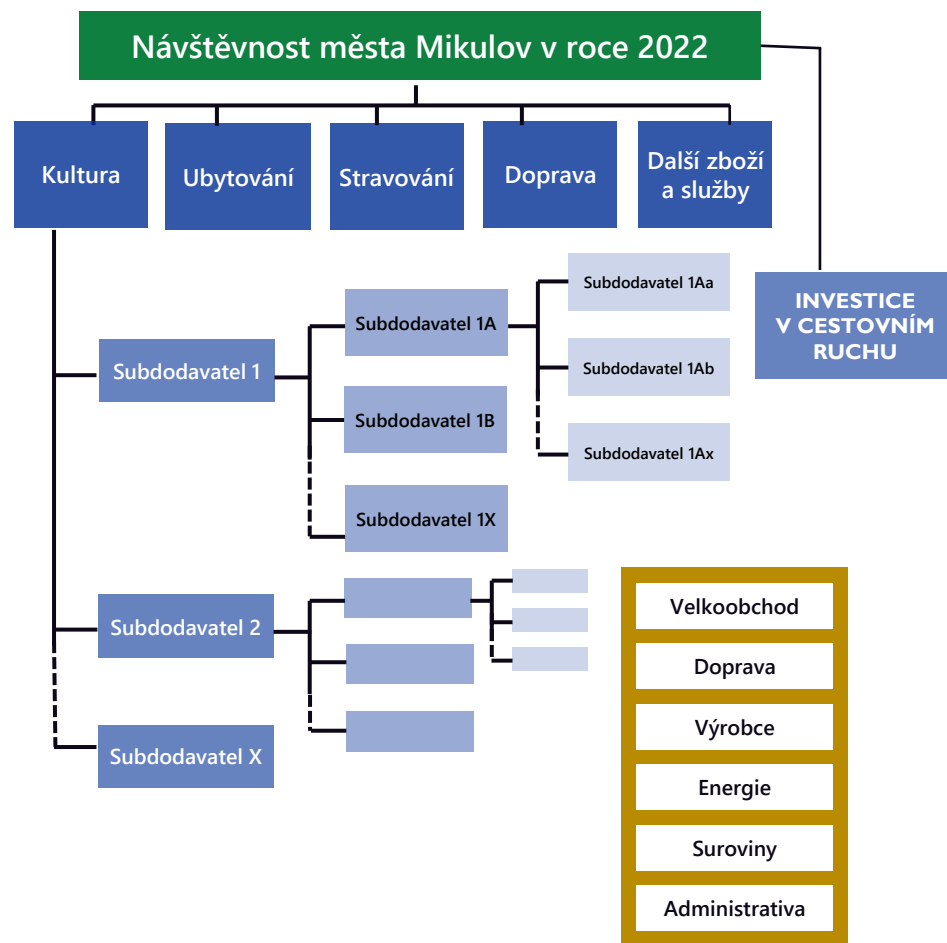 Návštěvnost města Mikulov v roce 2022
Kultura
Ubytování
Stravování
Doprava
Další zboží
a služby
INVESTICE
V CESTOVNÍM
RUCHU
Subdodavatel 1
Subdodavatel 1A
Subdodavatel 1Aa
Subdodavatel 1Ab
Subdodavatel 1B
Subdodavatel 1Ax
Subdodavatel 1X
Subdodavatel 2
Subdodavatel X
Velkoobchod
Doprava
Výrobce
Energie
Suroviny
Administrativa